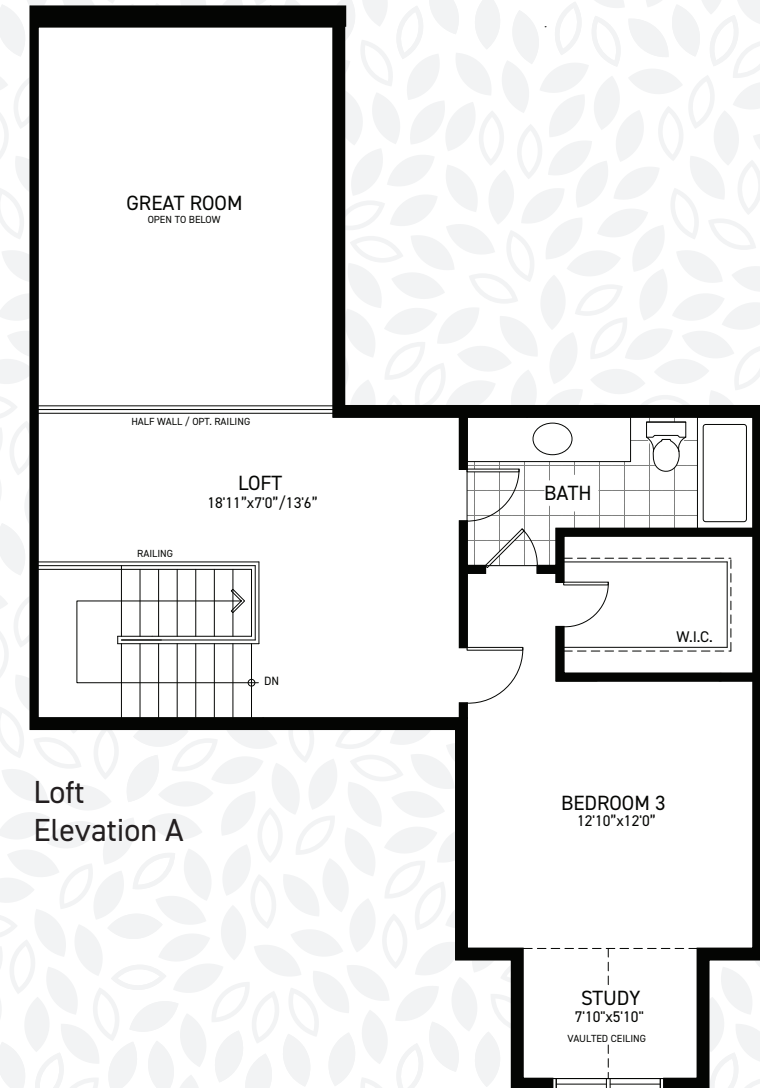 GREAT ROOM
OPEN TO BELOW
HALF WALL / OPT. RAILING
LOFT
18'11"x7'0"/13'6"
BATH
RAILING
W.I.C.
DN
Loft
Elevation A
BEDROOM 3
12'10"x12'0"
STUDY
7'10"x5'10"
VAULTED CEILING